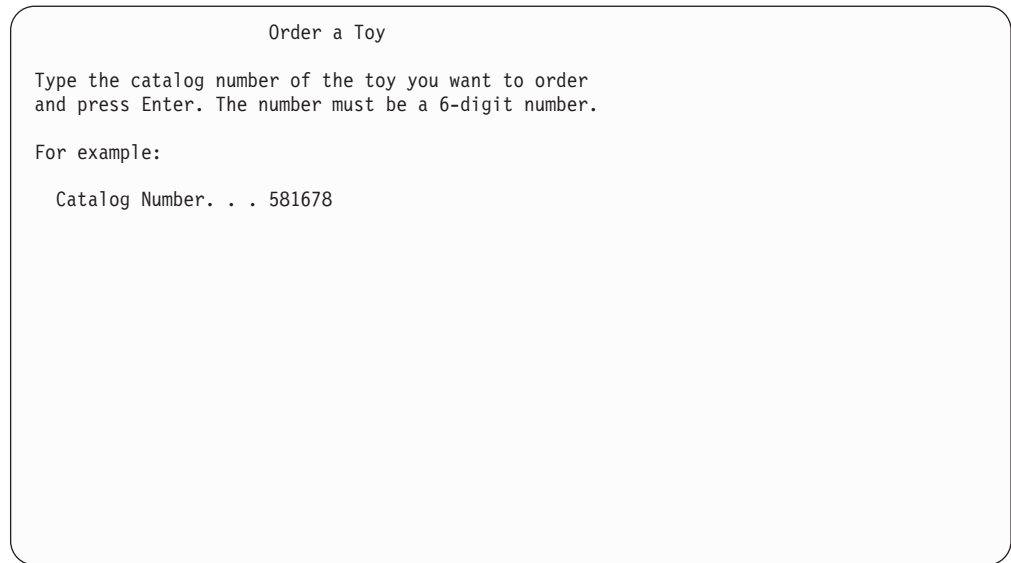 Order a Toy
Type the catalog number of the toy you want to order
and press Enter. The number must be a 6-digit number.
For example:
Catalog Number. . . 581678